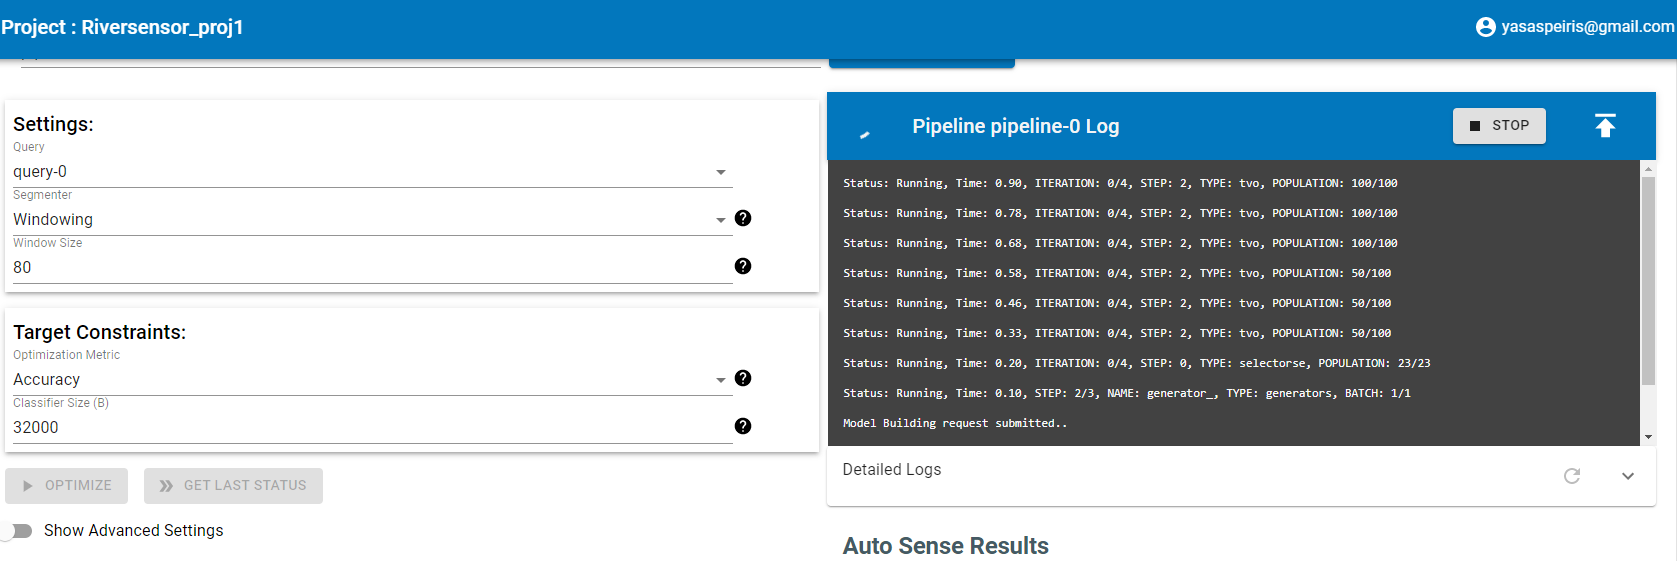 Project : Riversensor_proj1
yasaspeiris@gmail.com
Settings:
Query
query-0
Segmenter
Windowing
Window Size
80
Target Constraints:
Optimization Metric
Accuracy
Classifier Size (B)
32000
OPTIMIZE
GET LAST STATUS
Show Advanced Settings
Pipeline pipeline-0 Log
STOP
Status: Running, Time: 0.90, ITERATION: 0/4, STEP: 2, TYPE: tvo, POPULATION: 100/100
Status: Running, Time: 0.78, ITERATION: 0/4, STEP: 2, TYPE: tvo, POPULATION: 100/100
Status: Running, Time: 0.68, ITERATION: 0/4, STEP: 2, TYPE: tvo, POPULATION: 100/100
Status: Running, Time: 0.58, ITERATION: 0/4, STEP: 2, TYPE: tvo, POPULATION: 50/100
Status: Running, Time: 0.46, ITERATION: 0/4, STEP: 2, TYPE: tvo, POPULATION: 50/100
Status: Running, Time: 0.33, ITERATION: 0/4, STEP: 2, TYPE: tvo, POPULATION: 50/100
Status: Running, Time: 0.20, ITERATION: 0/4, STEP: 0, TYPE: selectorse, POPULATION: 23/23
Status: Running, Time: 0.10, STEP: 2/3, NAME: generator_, TYPE: generators, BATCH: 1/1
Model Building request submitted..
Detailed Logs
Auto Sense Results